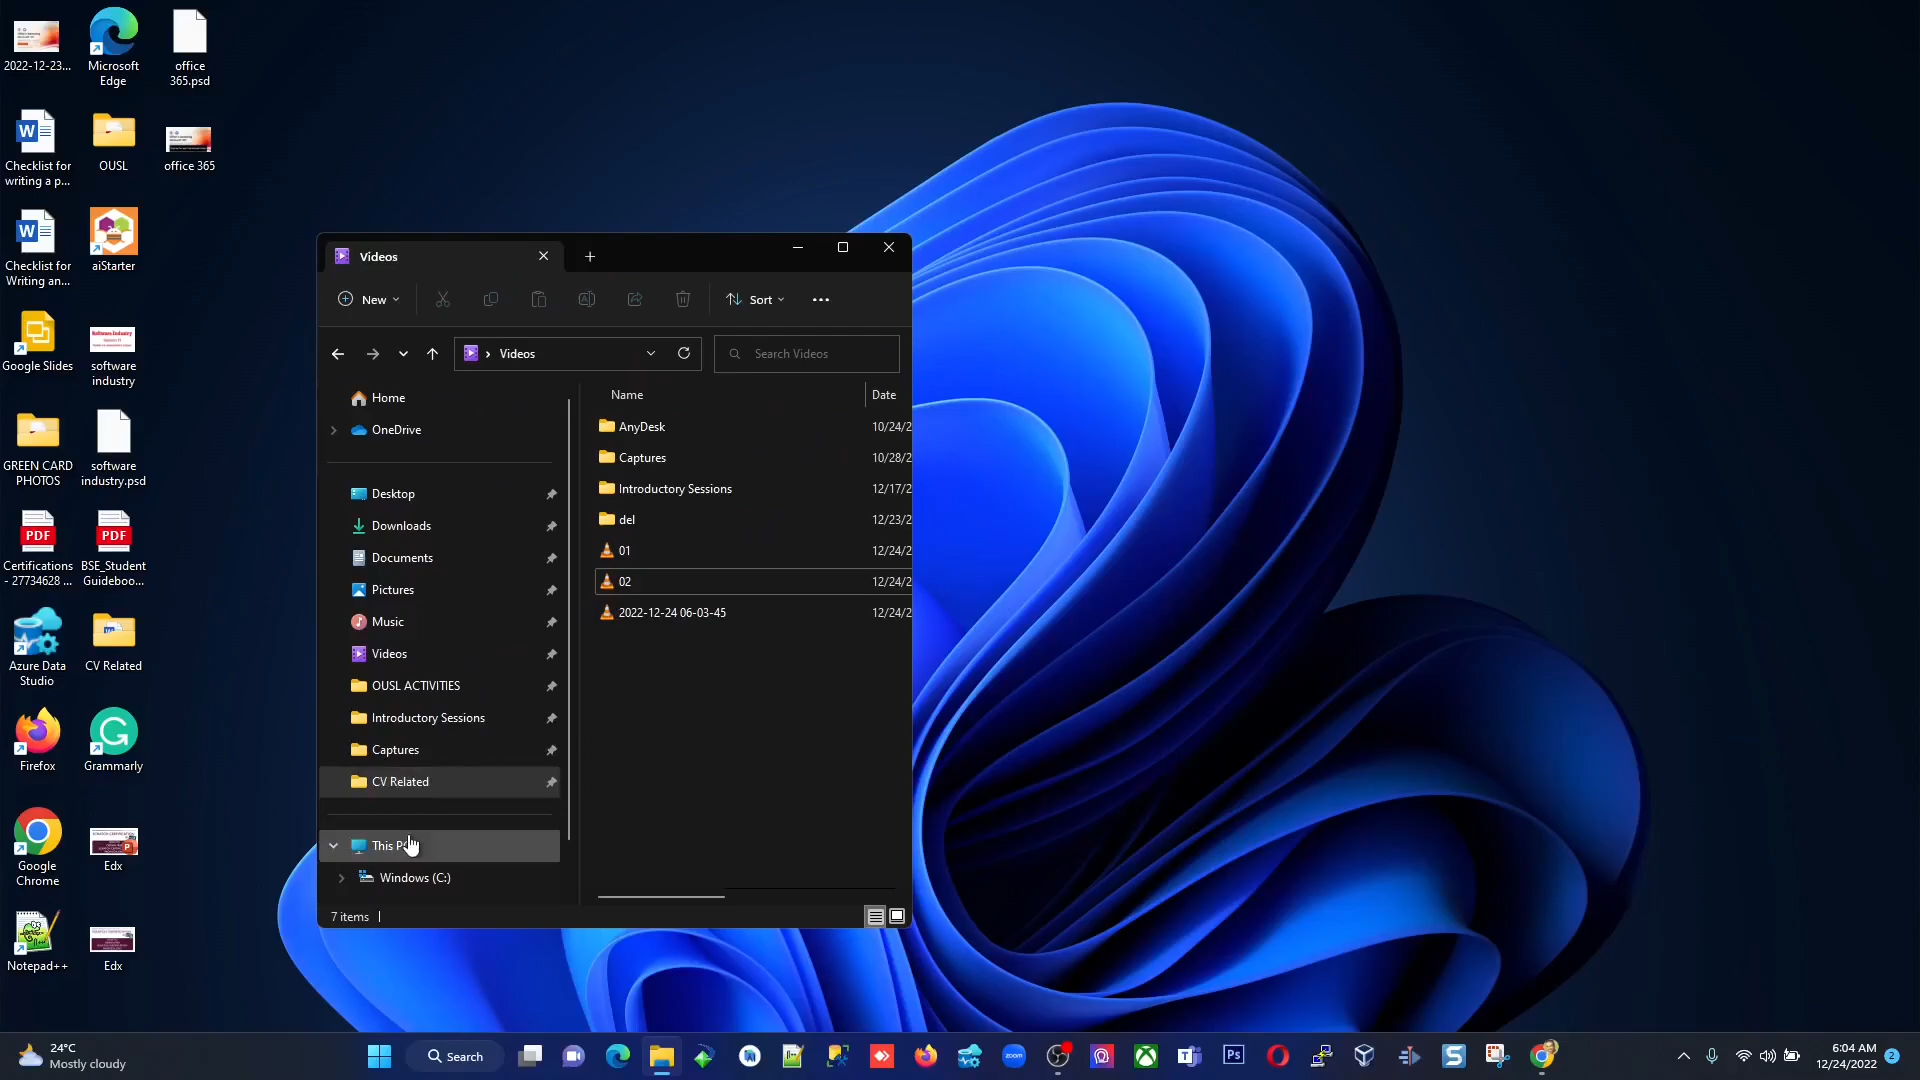 2022-12-23...
Microsoft
Edge
office
365.psd
Checklist for
writing a p...
OUSL
office 365
Checklist for
Writing an...
aiStarter
Google Slides
software
industry
GREEN CARD
PHOTOS
software
industry.psd
PDF
Certifications
- 27734628 ...
PDF
BSE_Student
Guideboo...
Azure Data
Studio
CV Related
Firefox
Grammarly
Google
Chrome
Edx
Notepad++
Edx
Videos
New
Sort
Videos
Search Videos
Home
OneDrive
Desktop
Downloads
Documents
Pictures
Music
Videos
OUSL ACTIVITIES
Introductory Sessions
Captures
CV Related
This P
Windows (C:)
Name
Date
AnyDesk
10/24/2
Captures
10/28/2
Introductory Sessions
12/17/2
del
12/23/2
01
12/24/2
02
12/24/2
2022-12-24 06-03-45
12/24/2
7 items
24°C
Mostly cloudy
Search
zoom
Ps
6:04 AM
12/24/2022
2